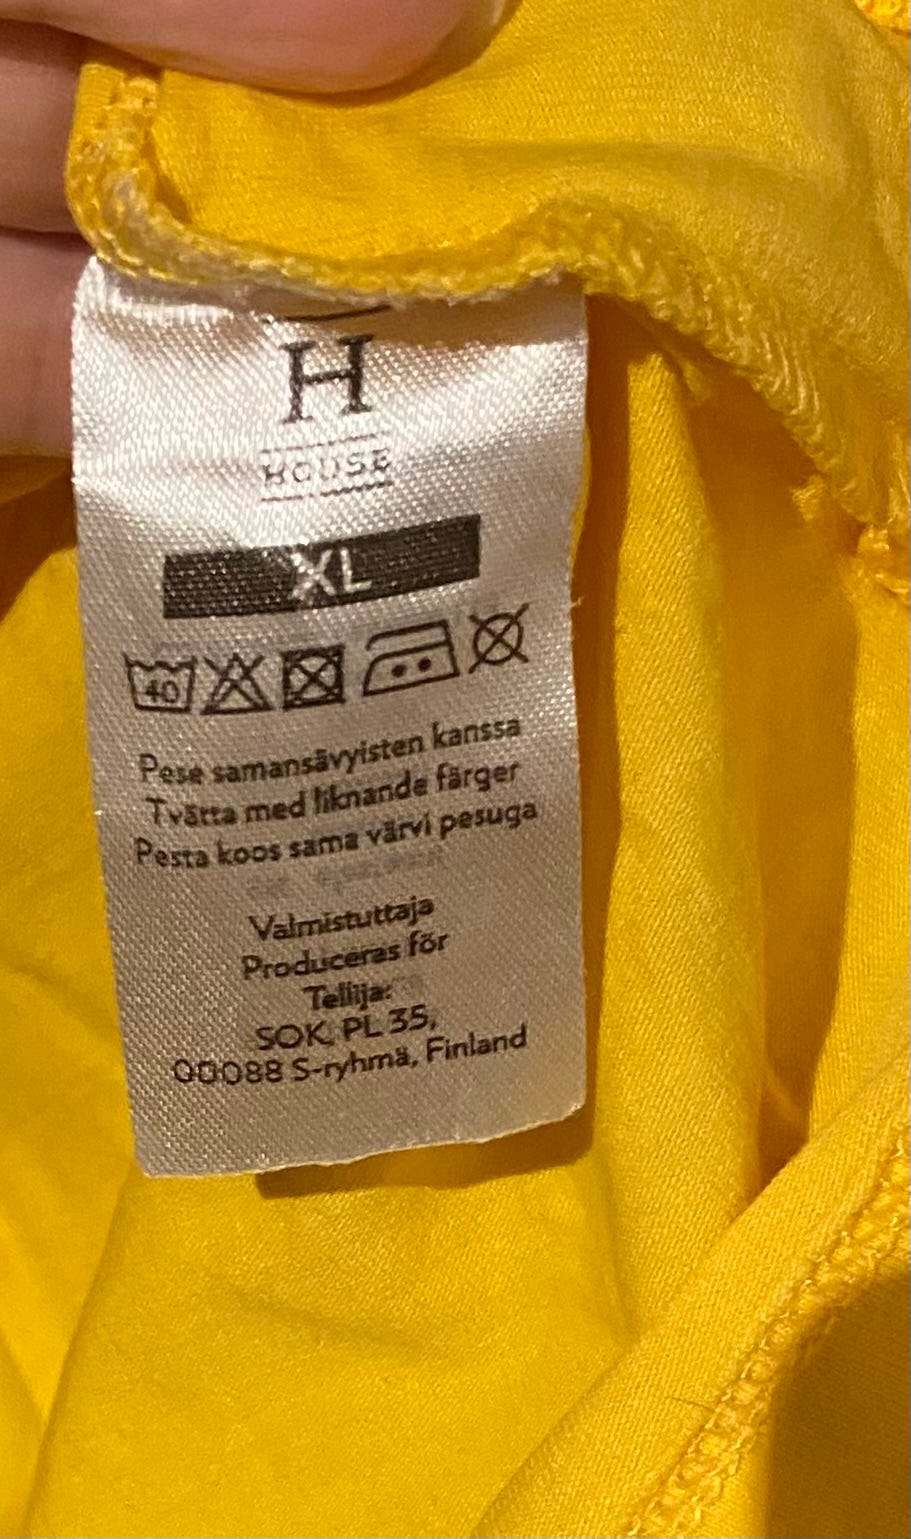 H
HOUSE
XL
40
Pese samansävyisten kanssa
Tvätta med liknande färger
Pesta koos sama värvi pesuga
Valmistuttaja
Produceras för
Tellija:
SOK, PL 35,
00088 S-ryhmä, Finland